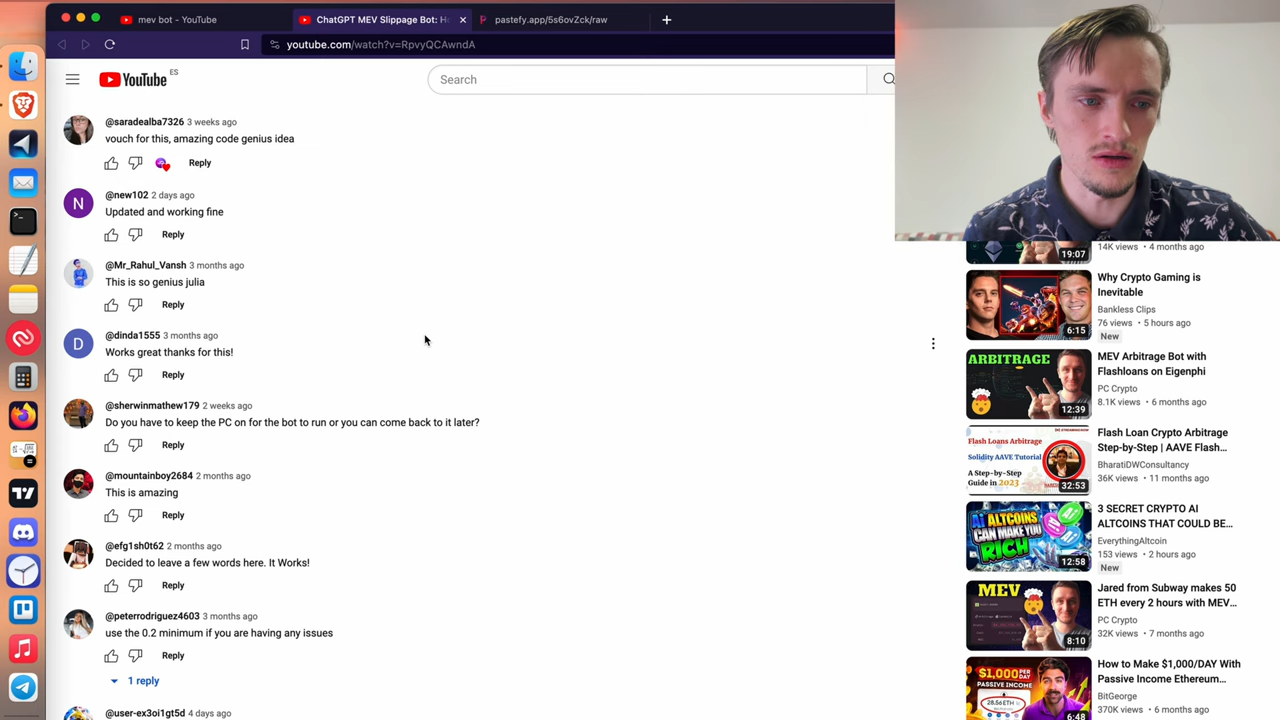 mev bot - YouTube
ChatGPT MEV Slippage Bot: H
pastefy.app/5s6ovZck/raw
youtube.com/watch?v=RpvyQCAwndA
YouTube ES
Search
@saradealba7326 3 weeks ago
vouch for this, amazing code genius idea
Reply
N
@new102 2 days ago
Updated and working fine
Reply
@Mr_Rahul_Vansh 3 months ago
This is so genius julia
Reply
D
@dinda1555 3 months ago
Works great thanks for this!
Reply
@sherwinmathew179 2 weeks ago
Do you have to keep the PC on for the bot to run or you can come back to it later?
Reply
@mountainboy2684 2 months ago
This is amazing
Reply
@efg1sh0t62 2 months ago
Decided to leave a few words here. It Works!
Reply
@peterrodriguez4603 3 months ago
use the 0.2 minimum if you are having any issues
Reply
1 reply
@user-ex3oi1gt5d 4 days ago
19:07
14K views • 4 months ago
6:15
Why Crypto Gaming is
Inevitable
Bankless Clips
76 views • 5 hours ago
New
ARBITRAGE
12:39
MEV Arbitrage Bot with
Flashloans on Eigenphi
PC Crypto
8.1K views • 6 months ago
Flash Loans Arbitrage
Solidity AAVE Tutorial
A Step-by-Step
Guide in 2023
32:53
Flash Loan Crypto Arbitrage
Step-by-Step | AAVE Flash...
BharatiDWConsultancy
36K views • 11 months ago
Ai ALTCOINS
CAN MAKE YOU
RICH
12:58
3 SECRET CRYPTO AI
ALTCOINS THAT COULD BE...
EverythingAltcoin
153 views • 2 hours ago
New
MEV
8:10
Jared from Subway makes 50
ETH every 2 hours with MEV...
PC Crypto
32K views • 7 months ago
$1,000 PER DAY
PASSIVE INCOME
28.56 ETH
6:48
How to Make $1,000/DAY With
Passive Income Ethereum...
BitGeorge
370K views • 6 months ago